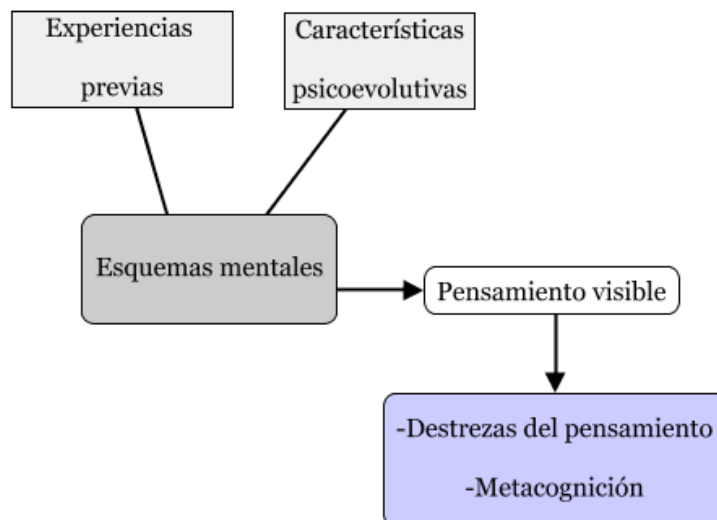 Experiencias
previas
Características
psicoevolutivas
Esquemas mentales
Pensamiento visible
-Destrezas del pensamiento
-Metacognición